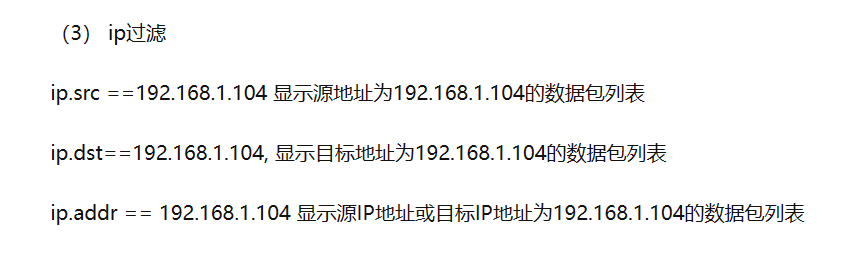 （3） ip过滤
ip.src ==192.168.1.104 显示源地址为192.168.1.104的数据包列表
ip.dst==192.168.1.104, 显示目标地址为192.168.1.104的数据包列表
ip.addr == 192.168.1.104 显示源IP地址或目标IP地址为192.168.1.104的数据包列表